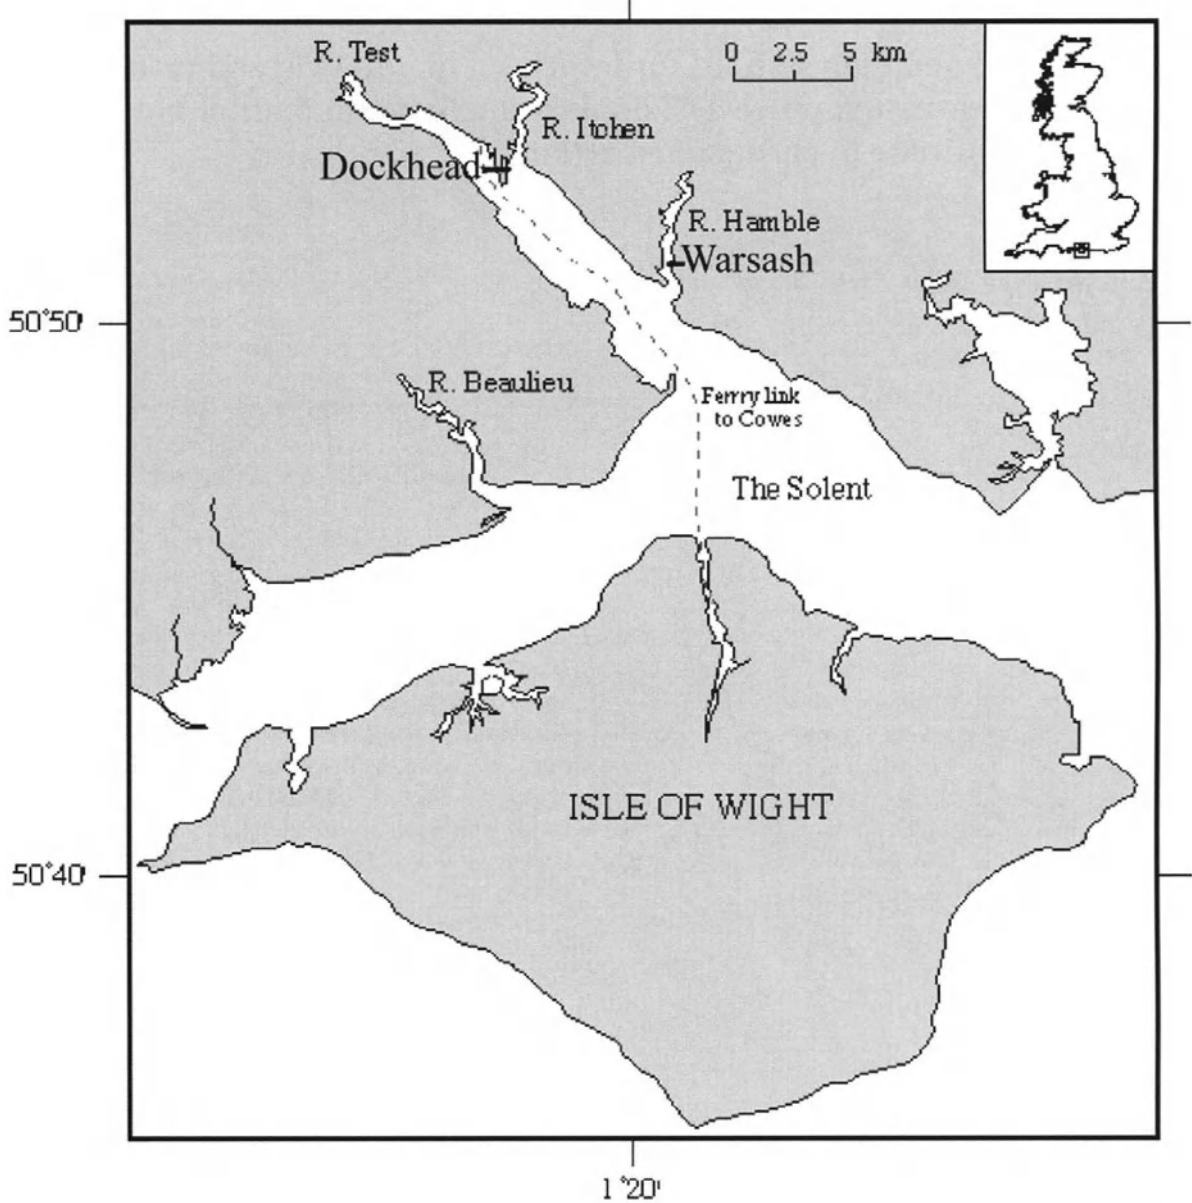 R. Test
0 2.5 5 km
R. Itchen
Dockhead
R. Hamble
Warsash
50°50'
R. Beaulieu
Ferry link
to Cowes
The Solent
ISLE OF WIGHT
50°40'
1°20'